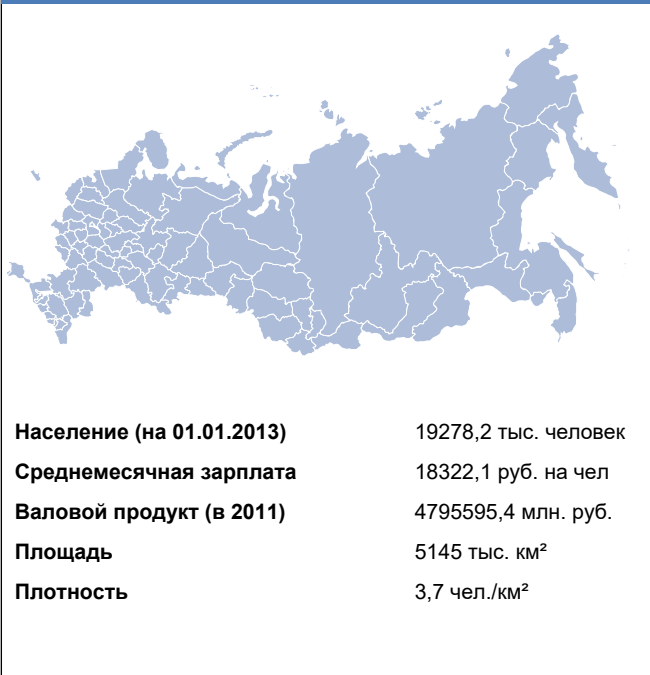 Население (на 01.01.2013) 19278,2 тыс. человек
Среднемесячная зарплата 18322,1 руб. на чел
Валовой продукт (в 2011) 4795595,4 млн. руб.
Площадь 5145 тыс. км²
Плотность 3,7 чел./км²